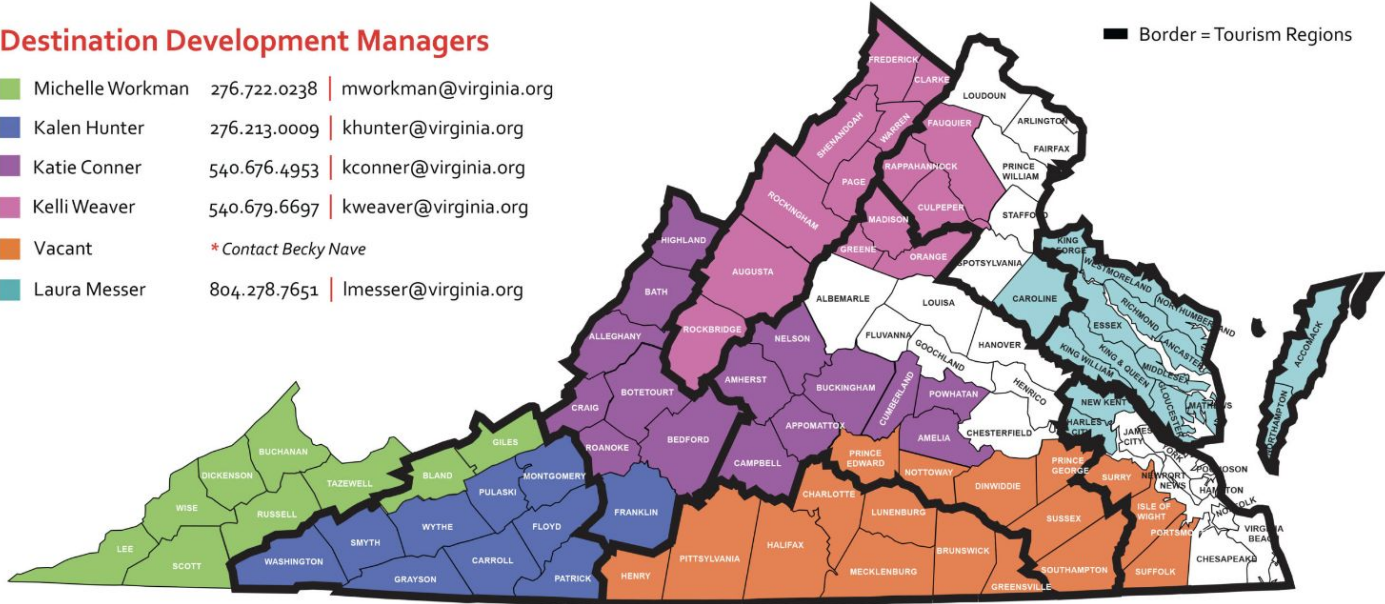 Destination Development Managers
Michelle Workman 276.722.0238 | mworkman@virginia.org
Kalen Hunter 276.213.0009 | khunter@virginia.org
Katie Conner 540.676.4953 | kconner@virginia.org
Kelli Weaver 540.679.6697 | kweaver@virginia.org
Vacant * Contact Becky Nave
Laura Messer 804.278.7651 | lmesser@virginia.org
Border = Tourism Regions
FREDERICK
CLARKE
LOUDOUN
SHENANDOAH
WARREN
FAUQUIER
ARLINGTON
FAIRFAX
RAPPAHANNOCK
PRINCE
WILLIAM
PAGE
ROCKINGHAM
CULPEPER
MADISON
STAFFORD
HIGHLAND
GREENE
ORANGE
KING
GEORGE
SPOTSYLVANIA
WESTMORELAND
AUGUSTA
BATH
ALBEMARLE
LOUISA
CAROLINE
RICHMOND
NORTHUMBERLAND
ESSEX
ACCOMACK
ALLEGHANY
ROCKBRIDGE
NELSON
FLUVANNA
GOOCHLAND
HANOVER
KING WILLIAM
KING & QUEEN
LANCASTER
MIDDLESEX
CRAIG
BOTETOURT
AMHERST
BUCKINGHAM
CUMBERLAND
POWHATAN
HENRICO
NEW KENT
GLOUCESTER
MATHEWS
NORTHAMPTON
ROANOKE
BEDFORD
APPOMATTOX
AMELIA
CHESTERFIELD
CHARLES
CITY
JAMES
CITY
YORK
CAMPBELL
PRINCE
EDWARD
NOTTOWAY
PRINCE
GEORGE
SURRY
NEWPORT
NEWS
POQUOSON
HAMPTON
NORFOLK
GILES
BUCHANAN
DICKENSON
TAZEWELL
BLAND
MONTGOMERY
PULASKI
WISE
RUSSELL
WYTHE
FLOYD
FRANKLIN
CHARLOTTE
LUNENBURG
DINWIDDIE
SUSSEX
ISLE OF
WIGHT
PORTSMO
VIRGINIA
BEACH
LEE
SCOTT
WASHINGTON
SMYTH
GRAYSON
CARROLL
PATRICK
HENRY
PITTSYLVANIA
HALIFAX
MECKLENBURG
BRUNSWICK
GREENSVILLE
SOUTHAMPTON
SUFFOLK
CHESAPEAKE